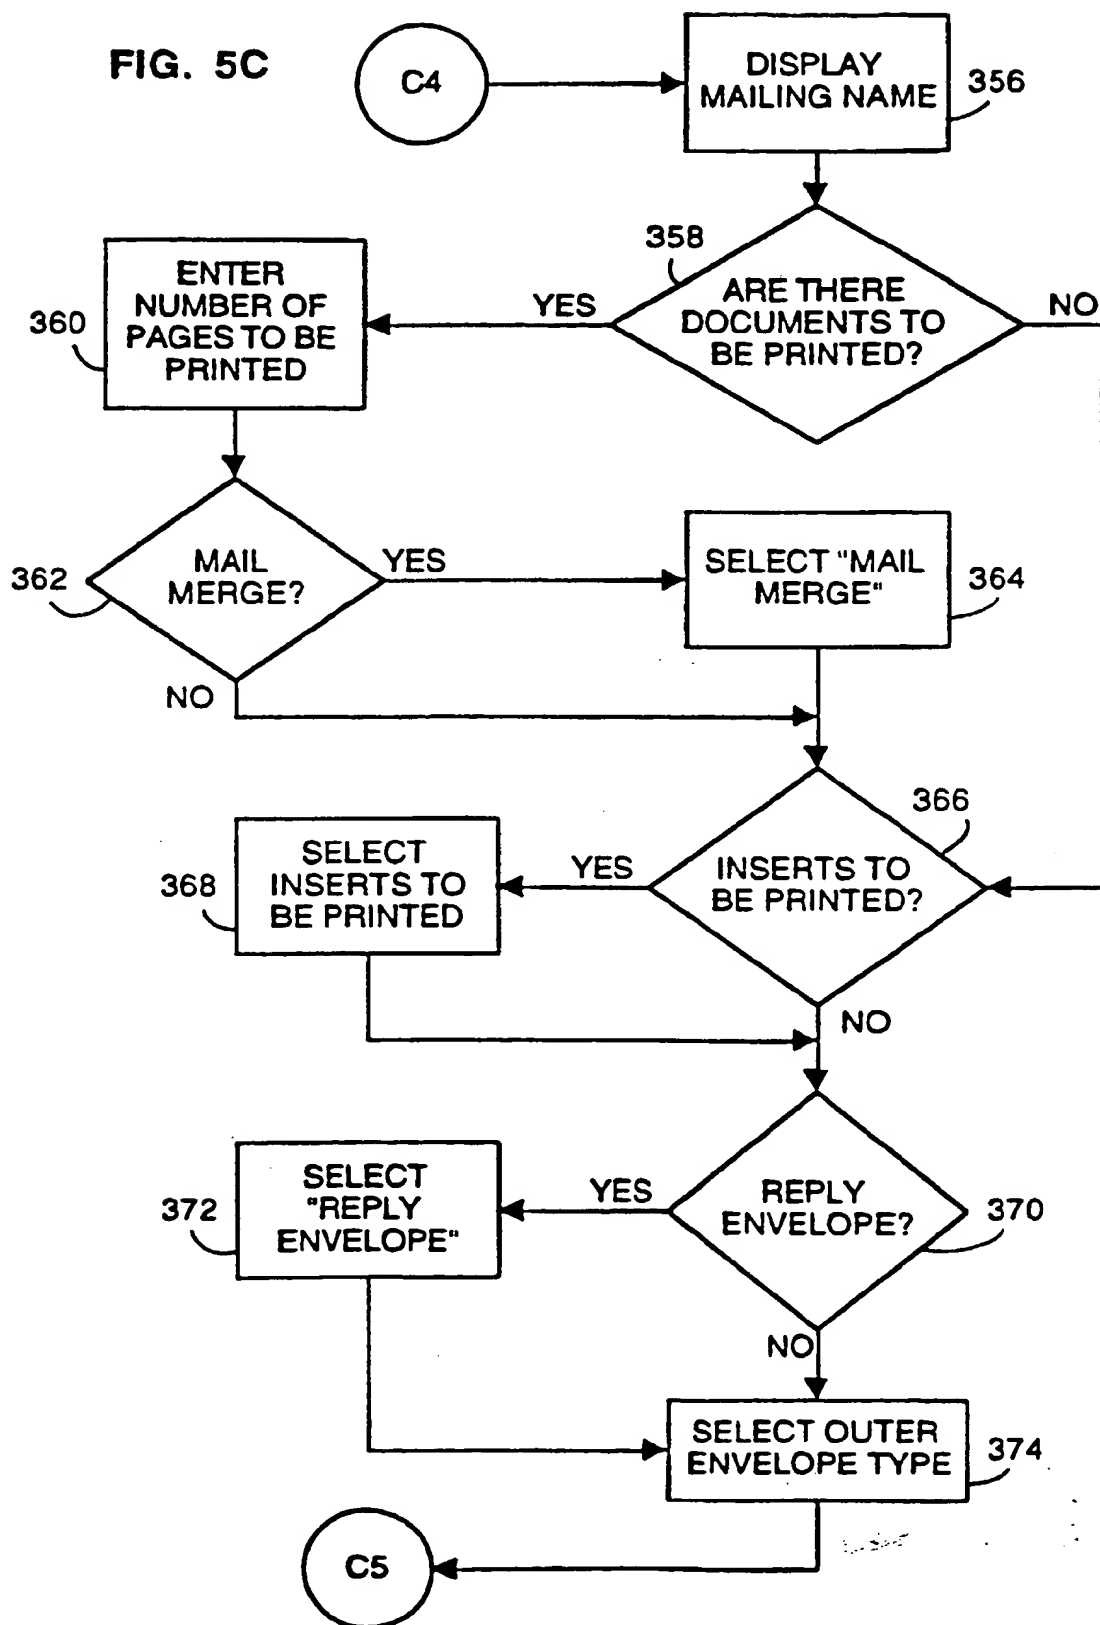 FIG. 5C
C4
DISPLAY
MAILING NAME
356
358
ARE THERE
DOCUMENTS TO
BE PRINTED?
YES
NO
ENTER
NUMBER OF
PAGES TO BE
PRINTED
360
MAIL
MERGE?
362
YES
NO
SELECT "MAIL
MERGE"
364
366
INSERTS TO
BE PRINTED?
YES
NO
SELECT
INSERTS TO
BE PRINTED
368
REPLY
ENVELOPE?
370
YES
NO
SELECT
"REPLY
ENVELOPE"
372
SELECT OUTER
ENVELOPE TYPE
374
C5